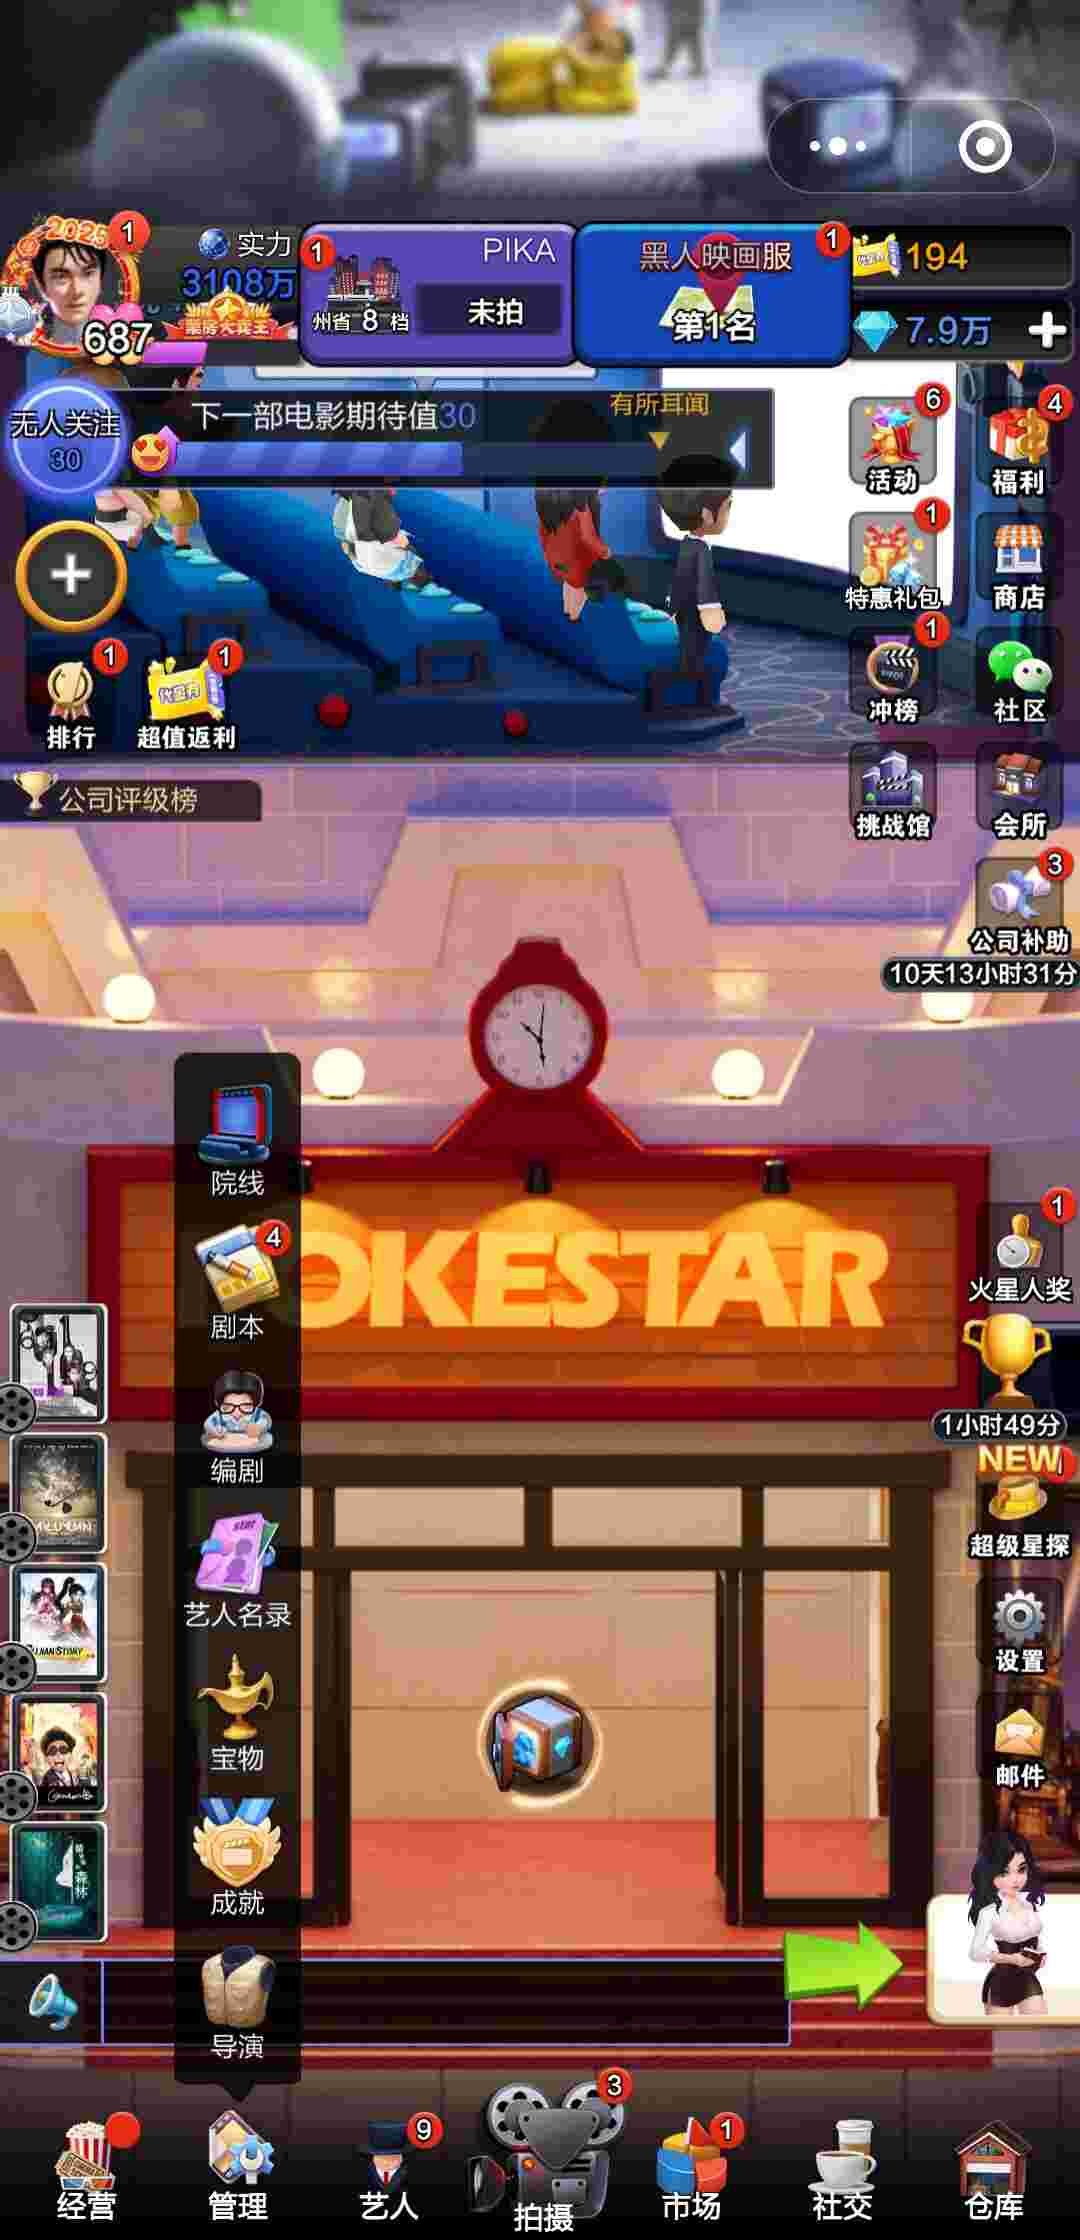 2025
1
实力
3108万
687
1
PIKA
州省 8 档
未拍
黑人映画服
1
第1名
194
7.9万
无人关注
30
下一部电影期待值30
有所耳闻
6
活动
4
福利
1
特惠礼包
商店
1
冲榜
社区
1
排行
1
超值返利
挑战馆
会所
公司评级榜
3
公司补助
10天13小时31分
院线
OKESTAR
4
剧本
1
火星人奖
1小时49分
编剧
NEW
超级星探
艺人名录
STAR
设置
宝物
邮件
成就
森林
导演
经营
管理
9
艺人
3
拍摄
1
市场
社交
仓库